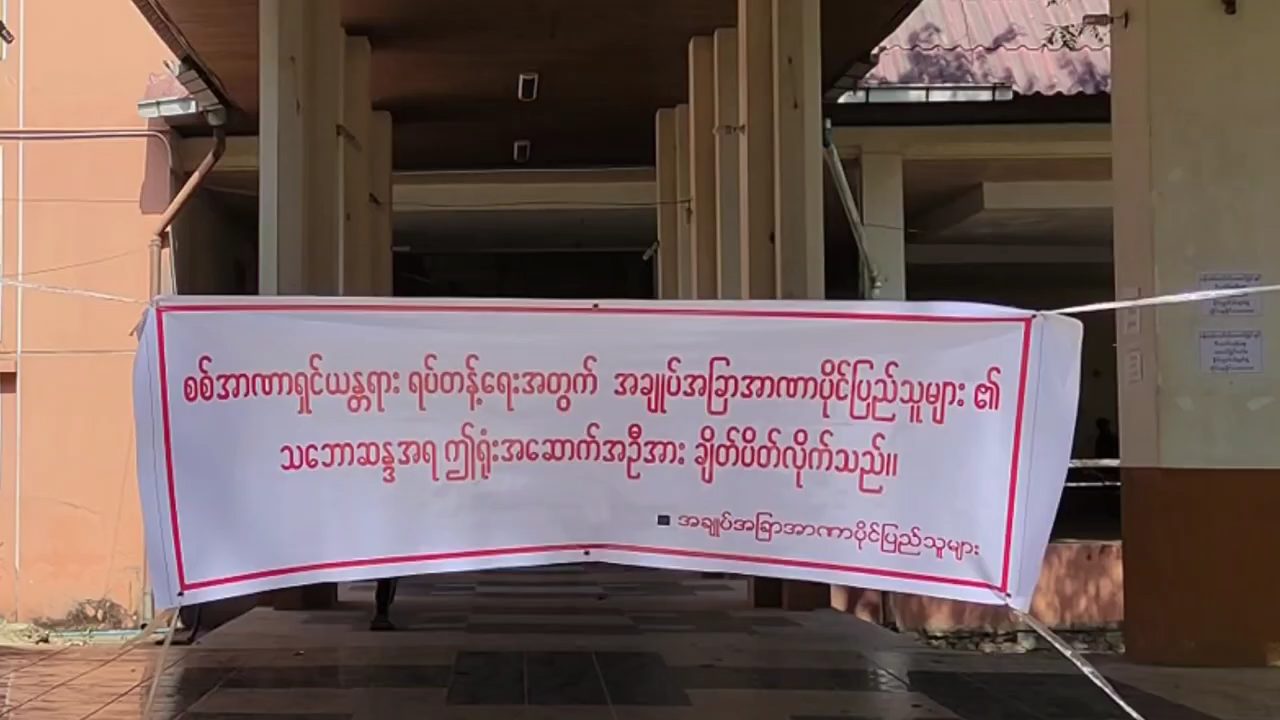 စစ်အာဏာရှင်ယန္တရား ရပ်တန့်ရေးအတွက် အချုပ်အခြာအာဏာပိုင်ပြည်သူများ ၏
သဘောဆန္ဒအရ ဤရုံးအဆောက်အဦအား ချိတ်ပိတ်လိုက်သည်။
■ အချုပ်အခြာအာဏာပိုင်ပြည်သူများ